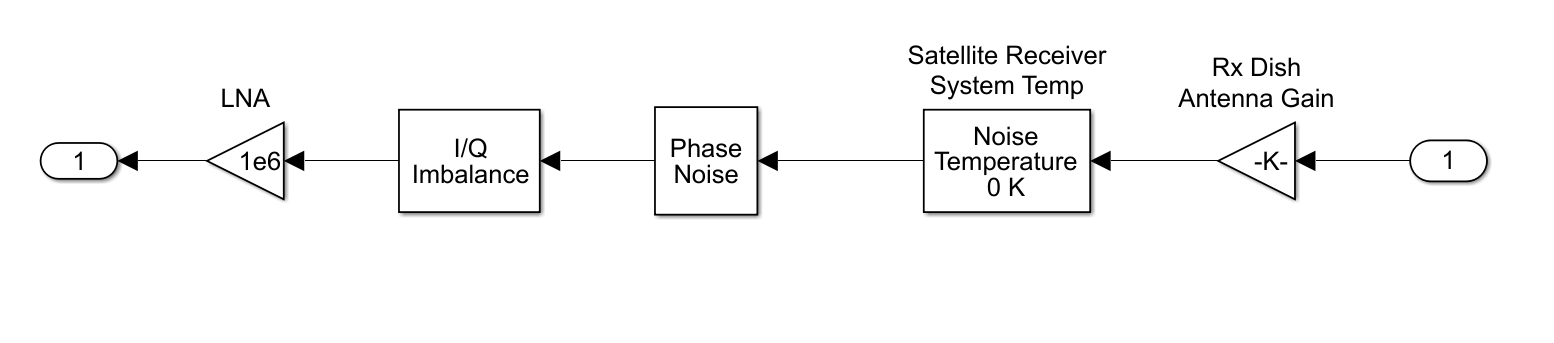 Satellite Receiver
System Temp
Rx Dish
Antenna Gain
LNA
1
1e6
I/Q
Imbalance
Phase
Noise
Noise
Temperature
0 K
-K-
1